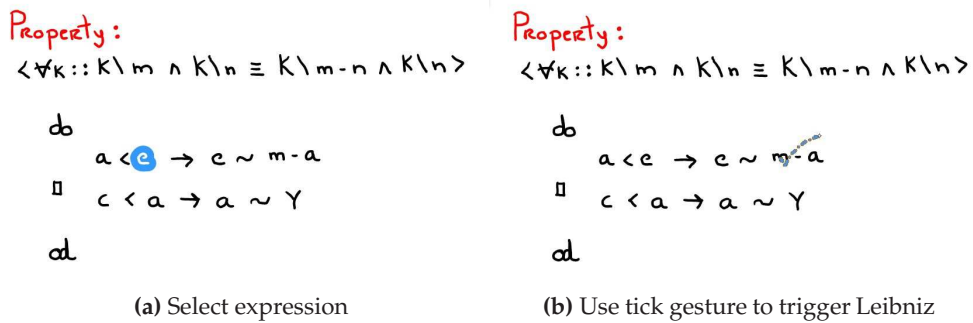 Property:
<∀k:: k\m ∧ k\n ≡ k\m-n ∧ k\n>
do
a < e → e ~ m-a
▯ c < a → a ~ Y
od
(a) Select expression
Property:
<∀k:: k\m ∧ k\n ≡ k\m-n ∧ k\n>
do
a < e → e ~ m-a
▯ c < a → a ~ Y
od
(b) Use tick gesture to trigger Leibniz